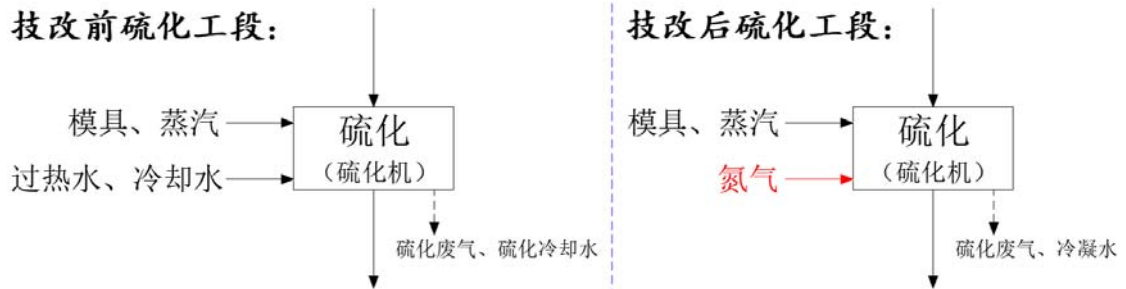 技改前硫化工段：
模具、蒸汽
过热水、冷却水
硫化
（硫化机）
硫化废气、硫化冷却水
技改后硫化工段：
模具、蒸汽
氮气
硫化
（硫化机）
硫化废气、冷凝水